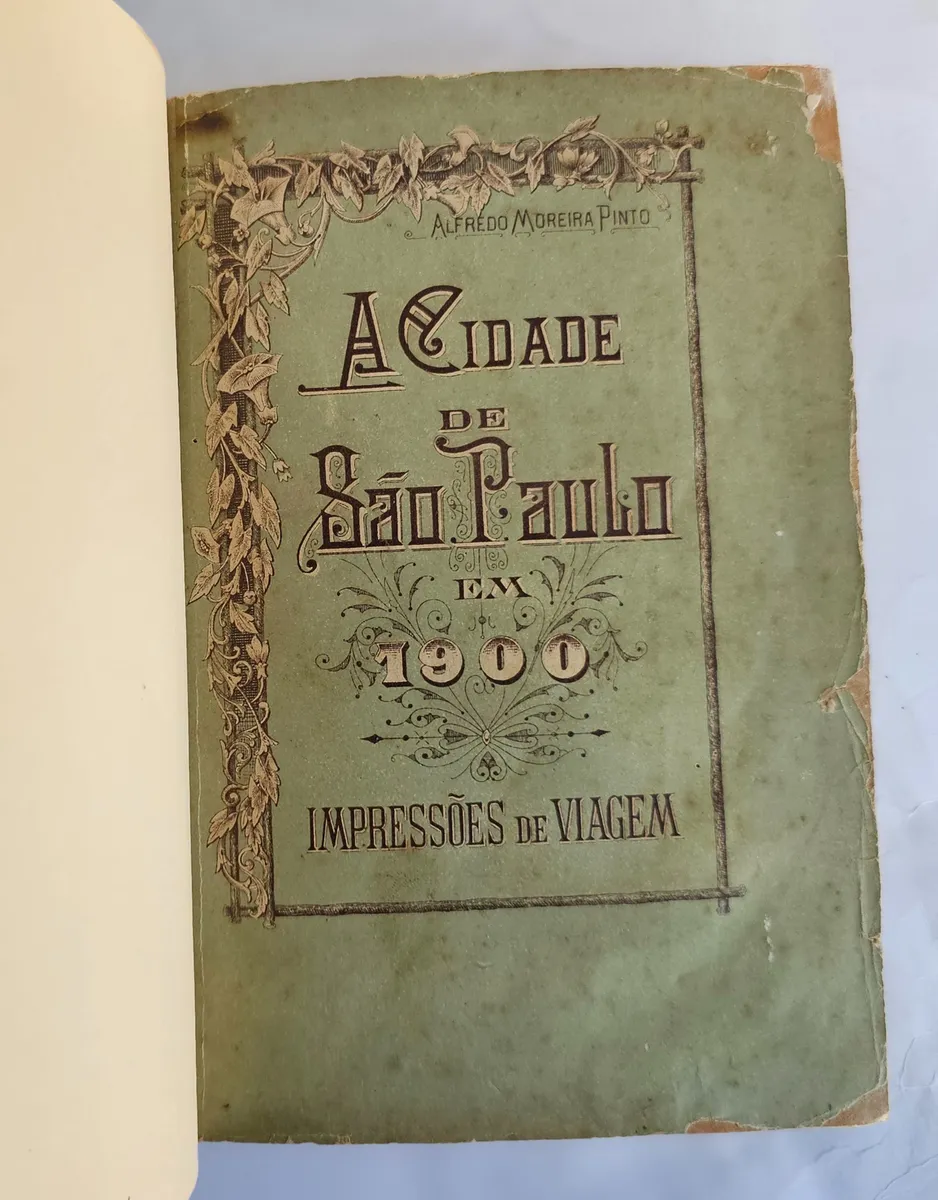 ALFREDO MOREIRA PINTO
A CIDADE
DE
SÃO PAULO
EM
1900
IMPRESSÕES DE VIAGEM